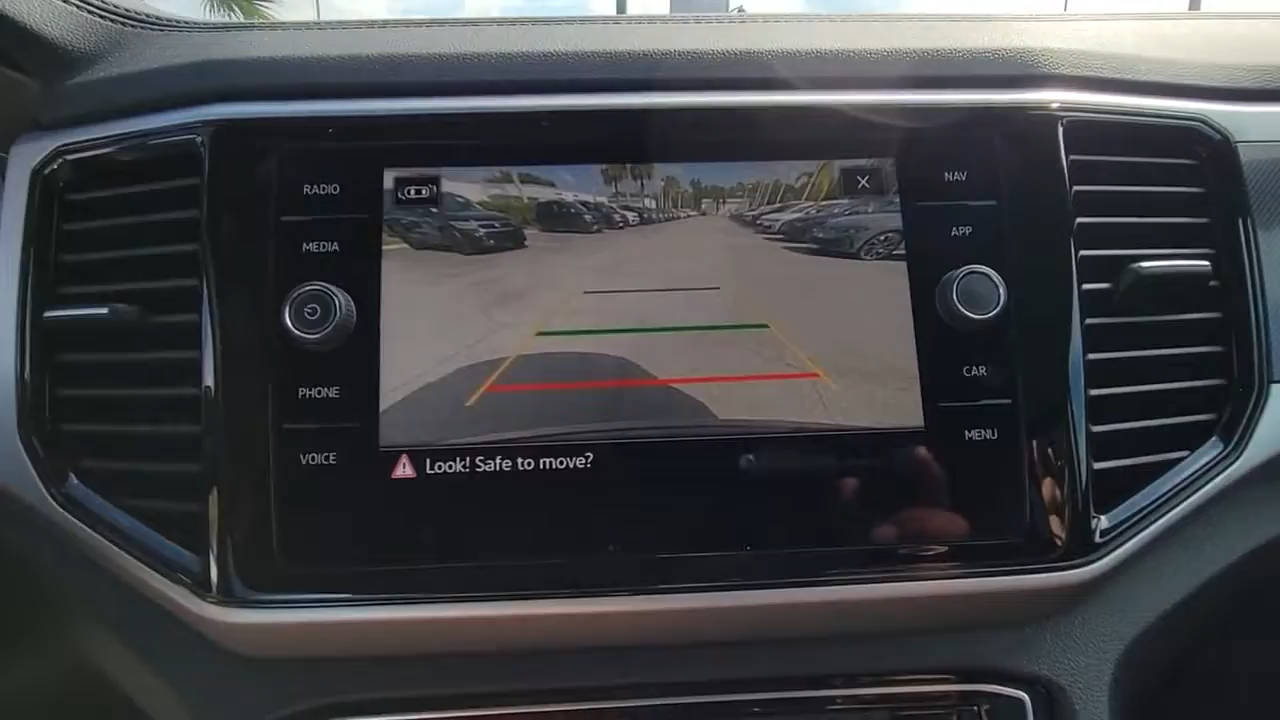 RADIO
MEDIA
PHONE
VOICE
Look! Safe to move?
NAV
APP
CAR
MENU